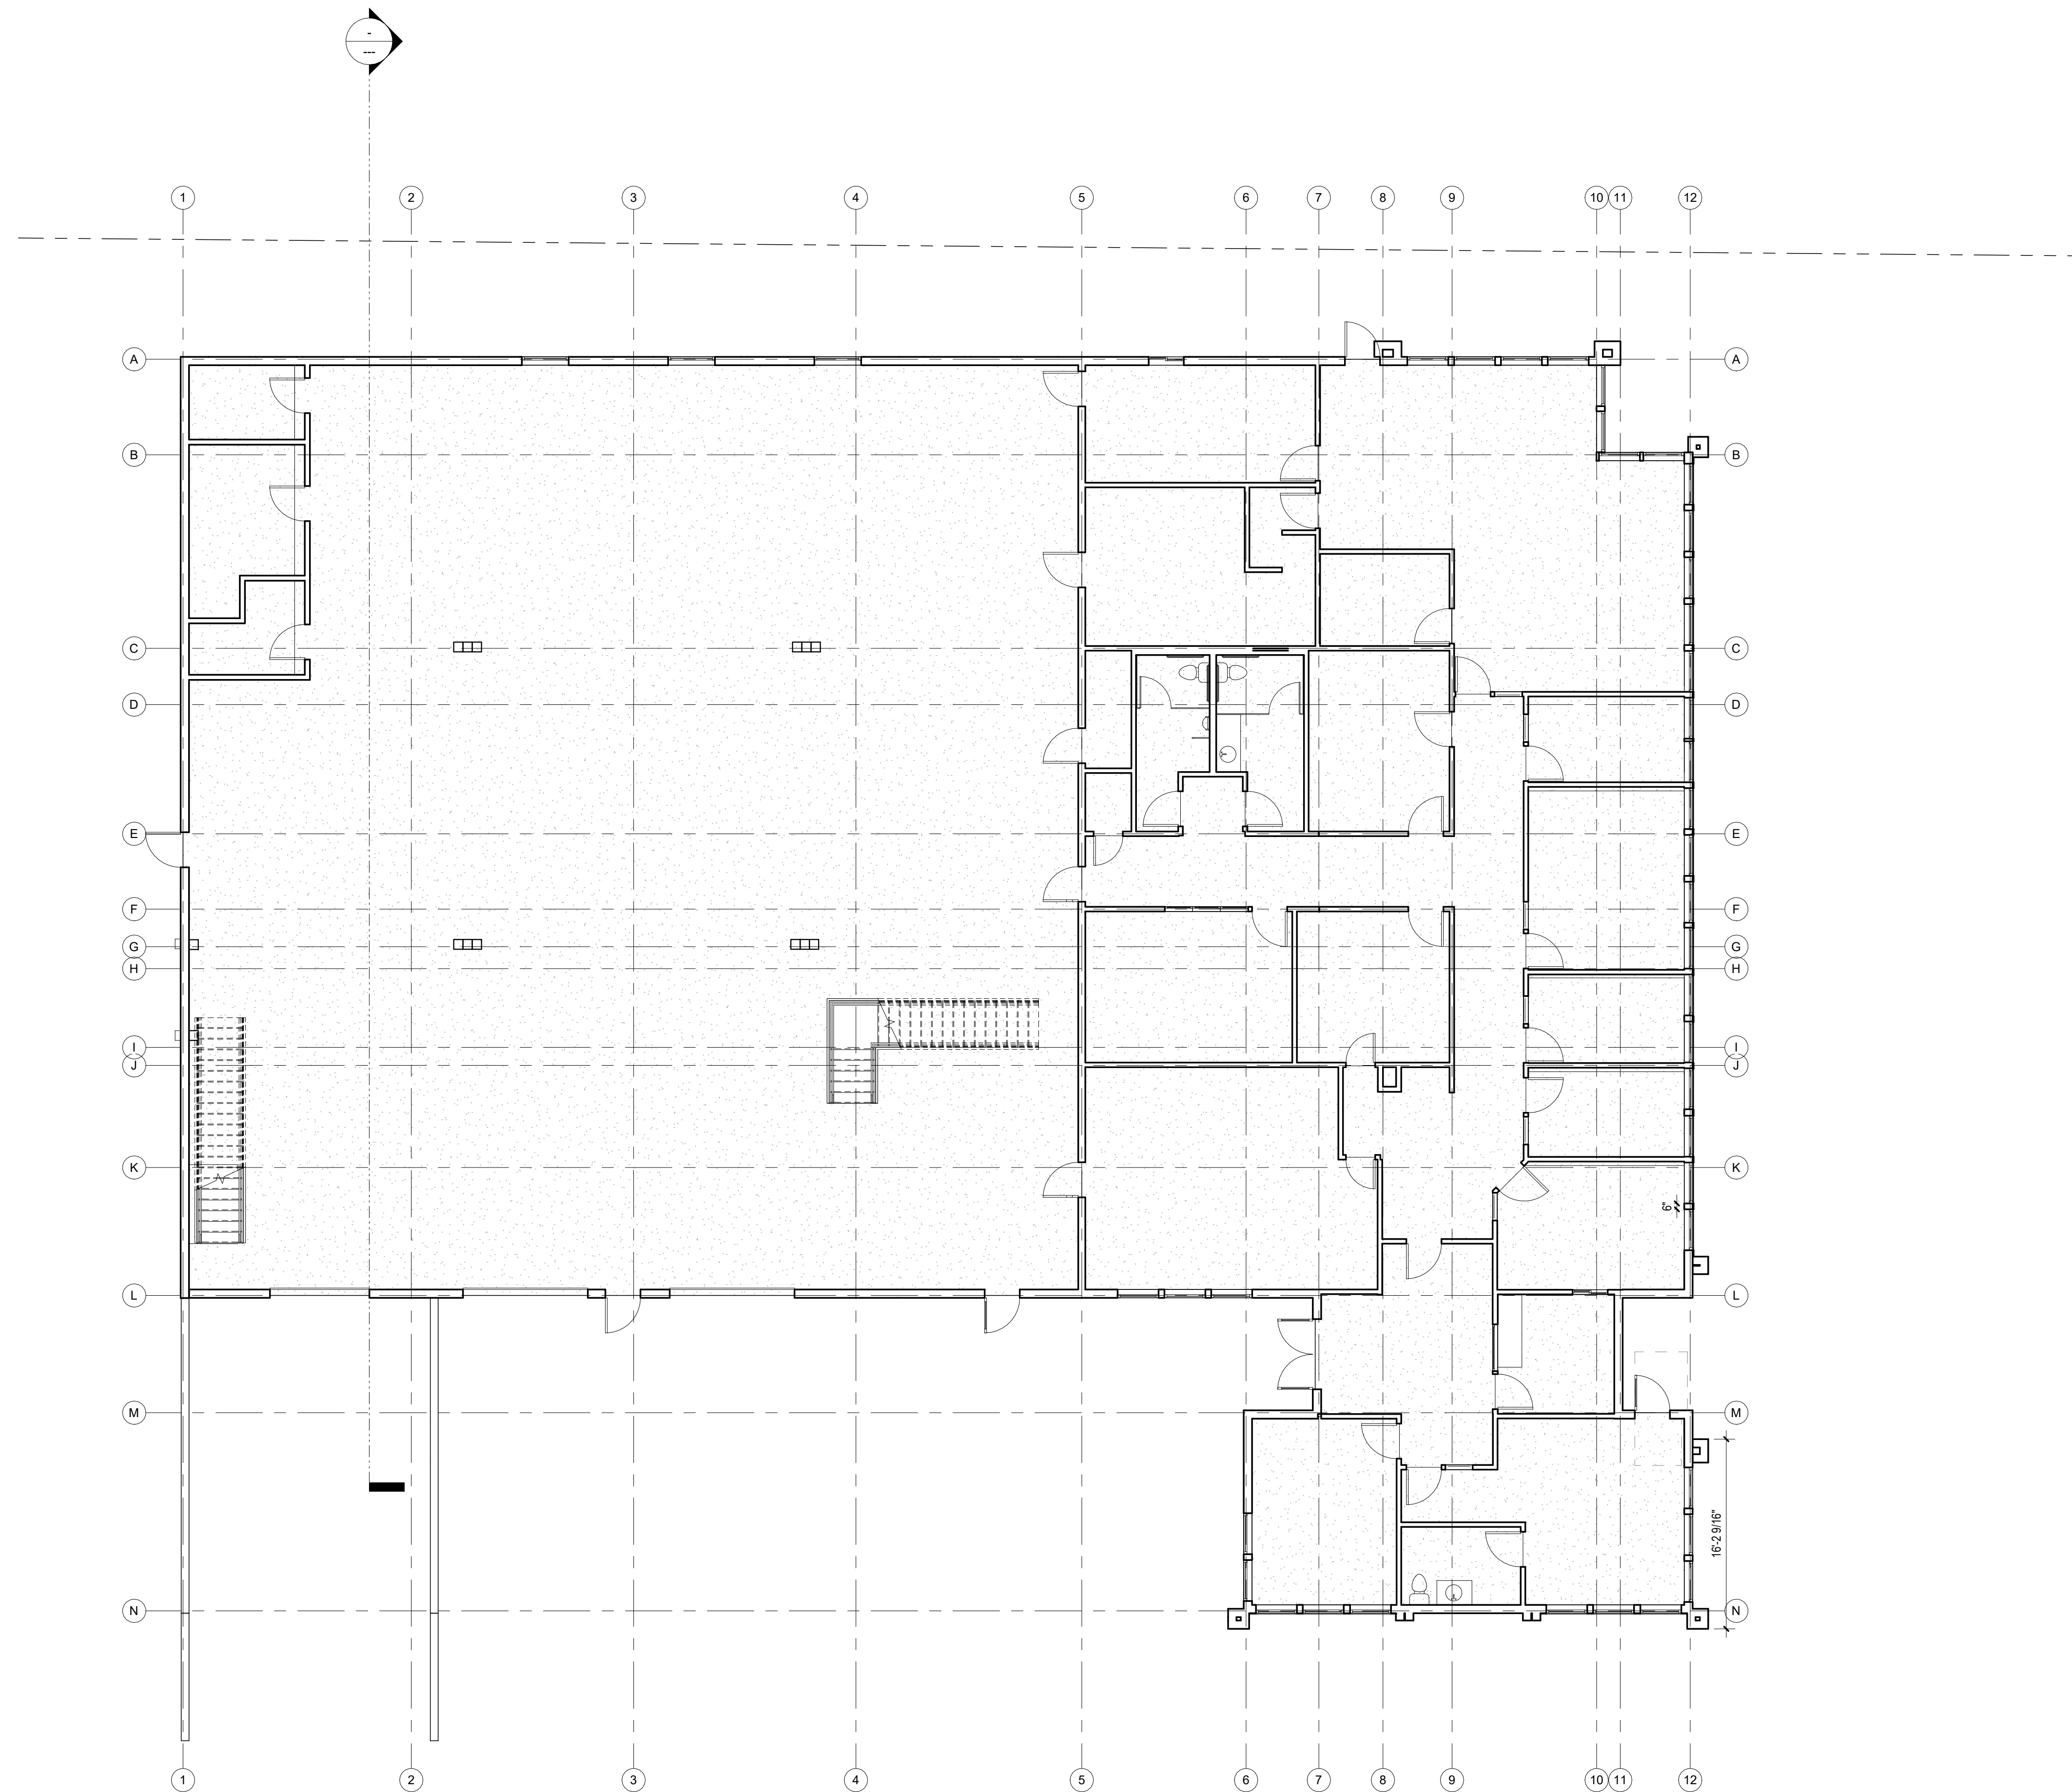 -
---
1 2 3 4 5 6 7 8 9 10 11 12
A A
B B
C C
D D
E E
F F
G G
H H
I I
J J
K K
6"
L L
M M
16'-2 9/16"
N N
1 2 3 4 5 6 7 8 9 10 11 12